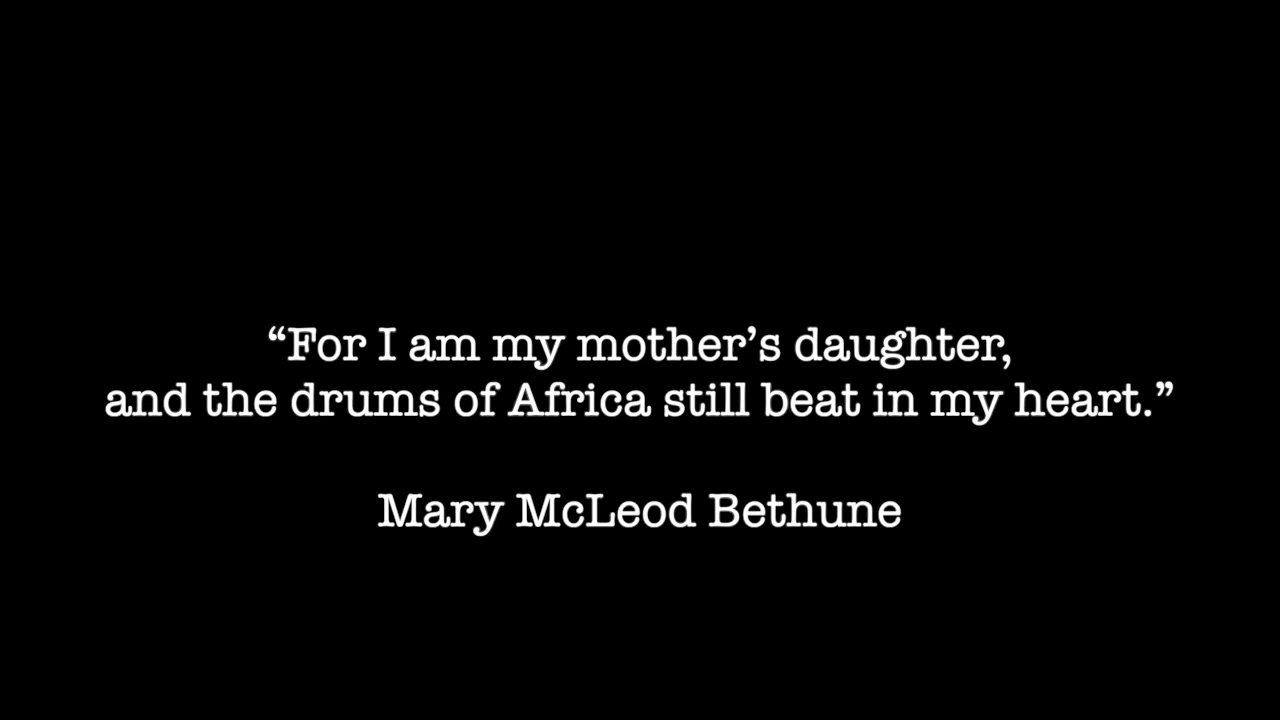 “For I am my mother’s daughter,
and the drums of Africa still beat in my heart.”
Mary McLeod Bethune